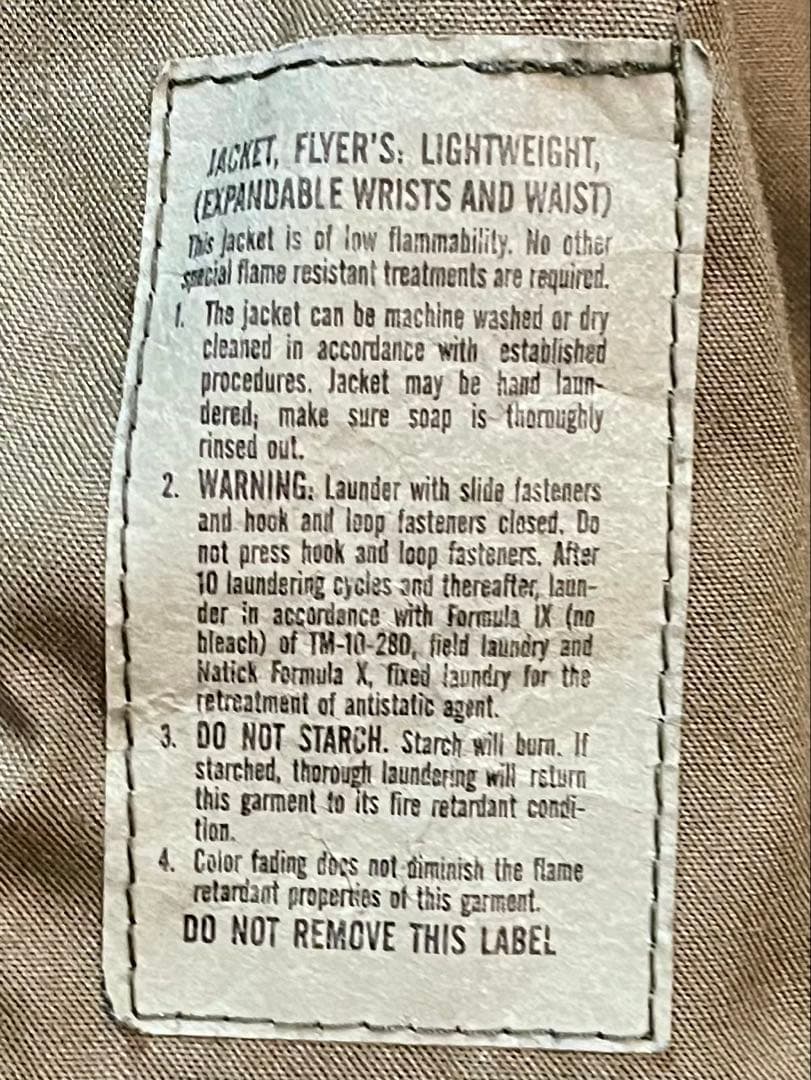 JACKET, FLYER'S: LIGHTWEIGHT,
(EXPANDABLE WRISTS AND WAIST)
This jacket is of low flammability. No other
special flame resistant treatments are required.
1. The jacket can be machine washed or dry
cleaned in accordance with established
procedures. Jacket may be hand laun-
dered; make sure soap is thoroughly
rinsed out.
2. WARNING: Launder with slide fasteners
and hook and loop fasteners closed. Do
not press hook and loop fasteners. After
10 laundering cycles and thereafter, laun-
der in accordance with Formula IX (no
bleach) of TM-10-280, field laundry and
Natick Formula X, fixed laundry for the
retreatment of antistatic agent.
3. DO NOT STARCH. Starch will burn. If
starched, thorough laundering will return
this garment to its fire retardant condi-
tion.
4. Color fading does not diminish the flame
retardant properties of this garment.
DO NOT REMOVE THIS LABEL